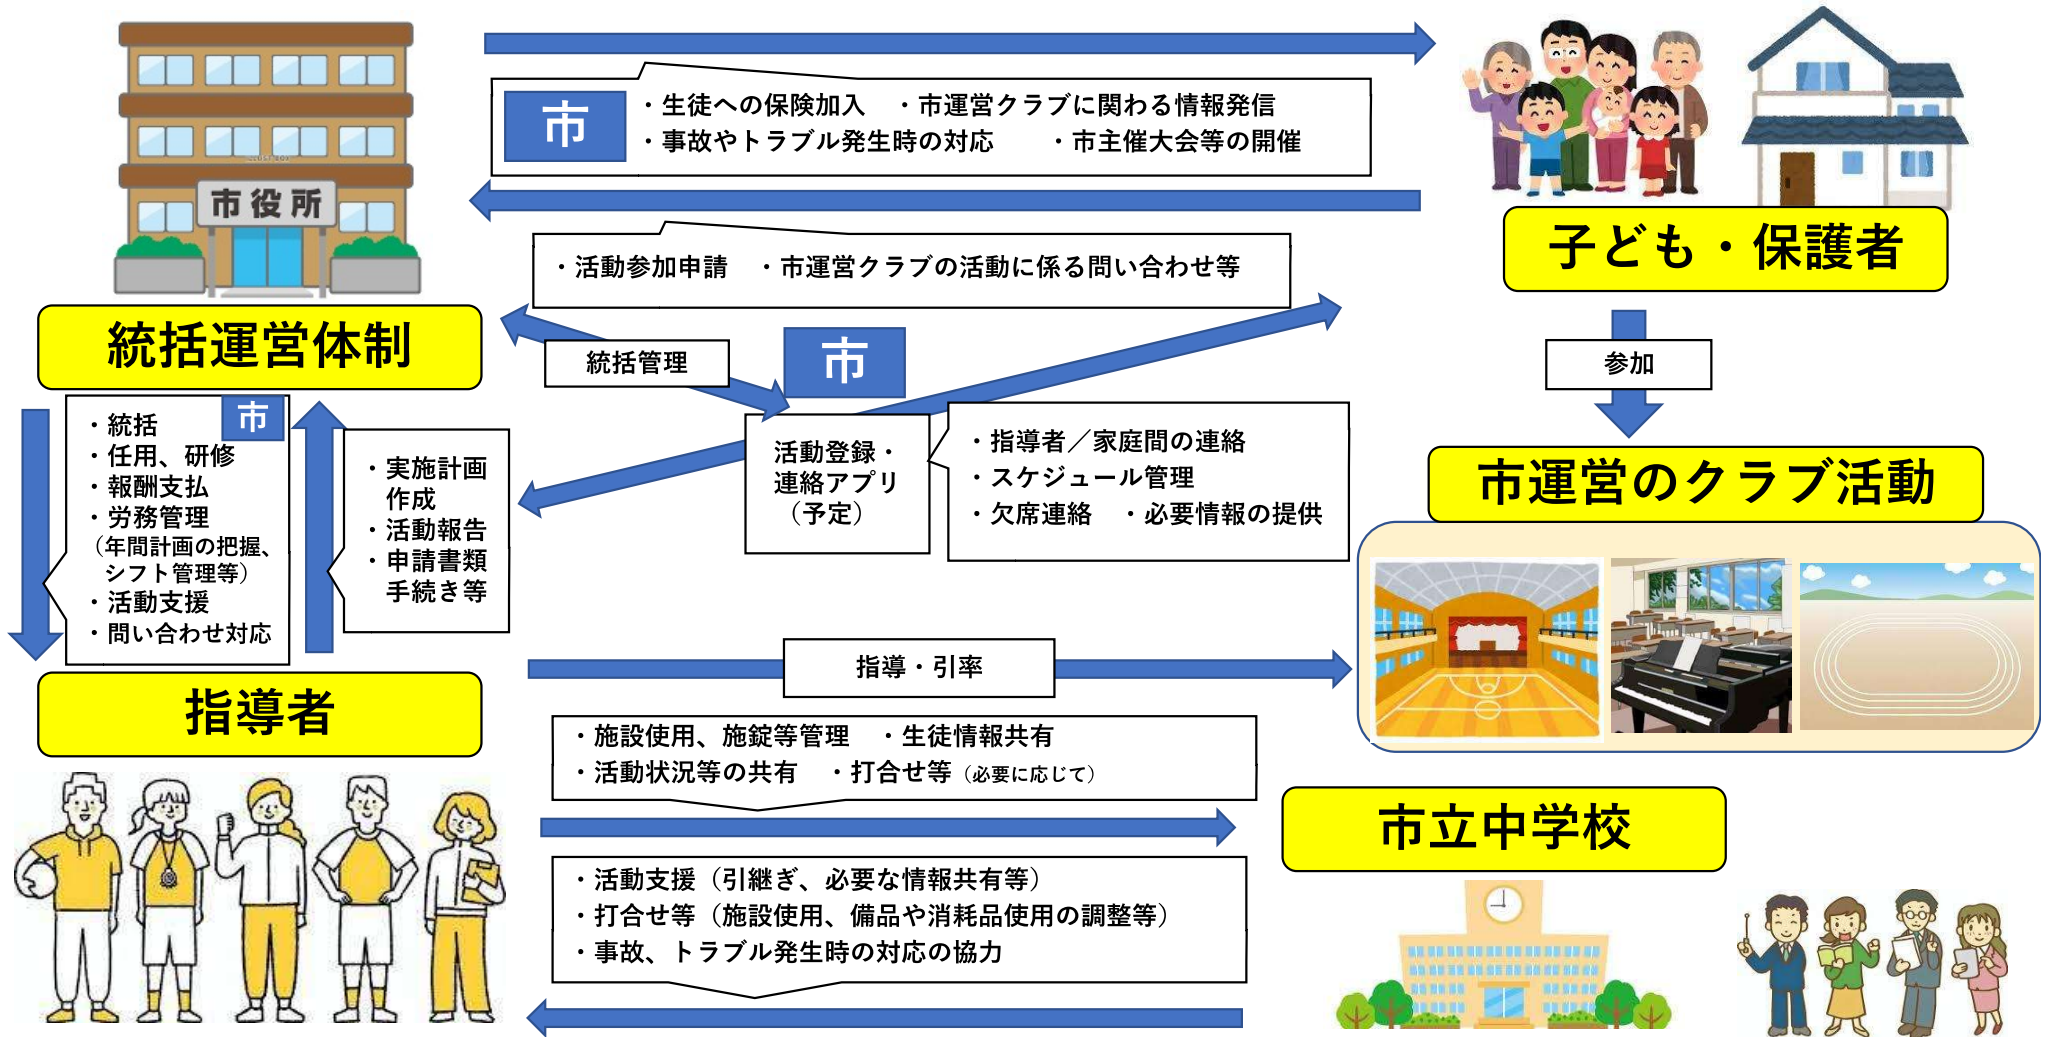 市
・生徒への保険加入　・市運営クラブに関わる情報発信
・事故やトラブル発生時の対応　　・市主催大会等の開催
市役所
・活動参加申請　・市運営クラブの活動に係る問い合わせ等
子ども・保護者
統括運営体制
統括管理
市
参加
市
・統括
・任用、研修
・報酬支払
・労務管理
（年間計画の把握、
シフト管理等）
・活動支援
・問い合わせ対応
・実施計画
作成
・活動報告
・申請書類
手続き等
活動登録・
連絡アプリ
（予定）
・指導者／家庭間の連絡
・スケジュール管理
・欠席連絡　・必要情報の提供
市運営のクラブ活動
指導・引率
指導者
・施設使用、施錠等管理　・生徒情報共有
・活動状況等の共有　・打合せ等（必要に応じて）
市立中学校
・活動支援（引継ぎ、必要な情報共有等）
・打合せ等（施設使用、備品や消耗品使用の調整等）
・事故、トラブル発生時の対応の協力